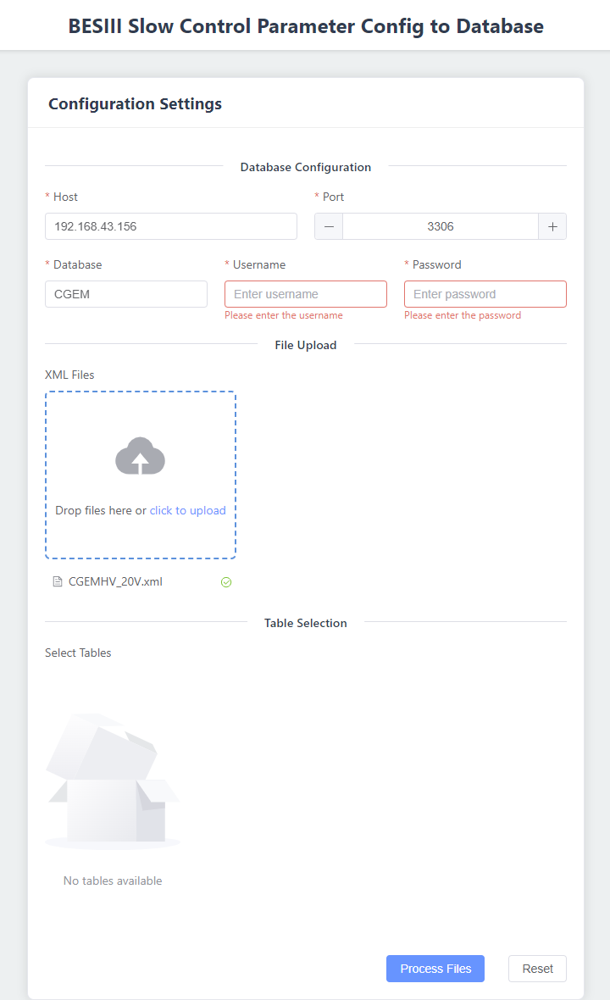 BESIII Slow Control Parameter Config to Database
Configuration Settings
Database Configuration
* Host
* Port
192.168.43.156
3306
* Database
* Username
* Password
CGEM
Enter username
Enter password
Please enter the username
Please enter the password
File Upload
XML Files
Drop files here or click to upload
CGEMHV_20V.xml
Table Selection
Select Tables
No tables available
Process Files
Reset